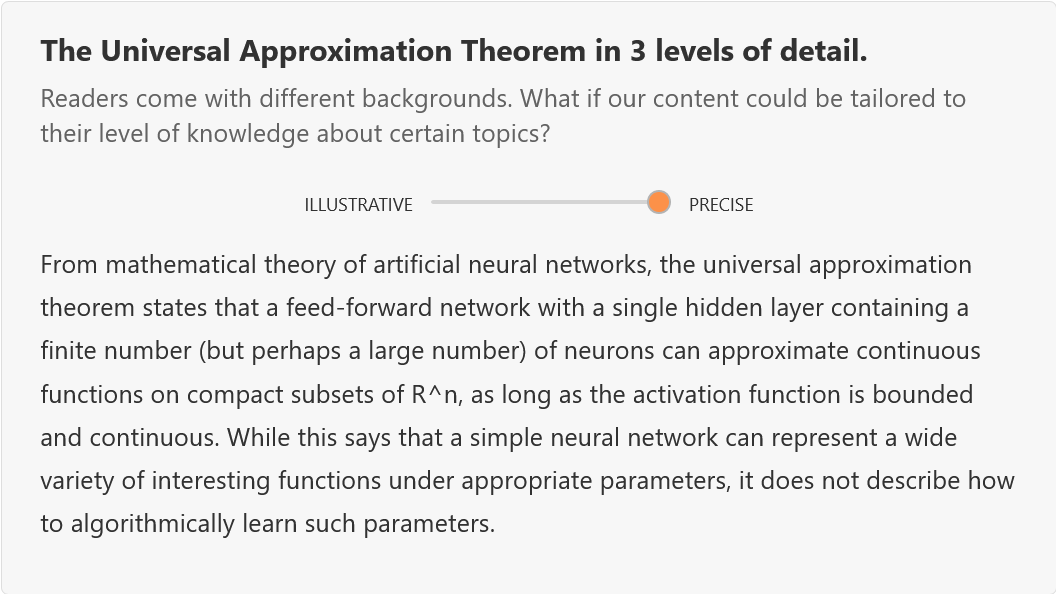 The Universal Approximation Theorem in 3 levels of detail.
Readers come with different backgrounds. What if our content could be tailored to
their level of knowledge about certain topics?
ILLUSTRATIVE PRECISE
From mathematical theory of artificial neural networks, the universal approximation
theorem states that a feed-forward network with a single hidden layer containing a
finite number (but perhaps a large number) of neurons can approximate continuous
functions on compact subsets of R^n, as long as the activation function is bounded
and continuous. While this says that a simple neural network can represent a wide
variety of interesting functions under appropriate parameters, it does not describe how
to algorithmically learn such parameters.